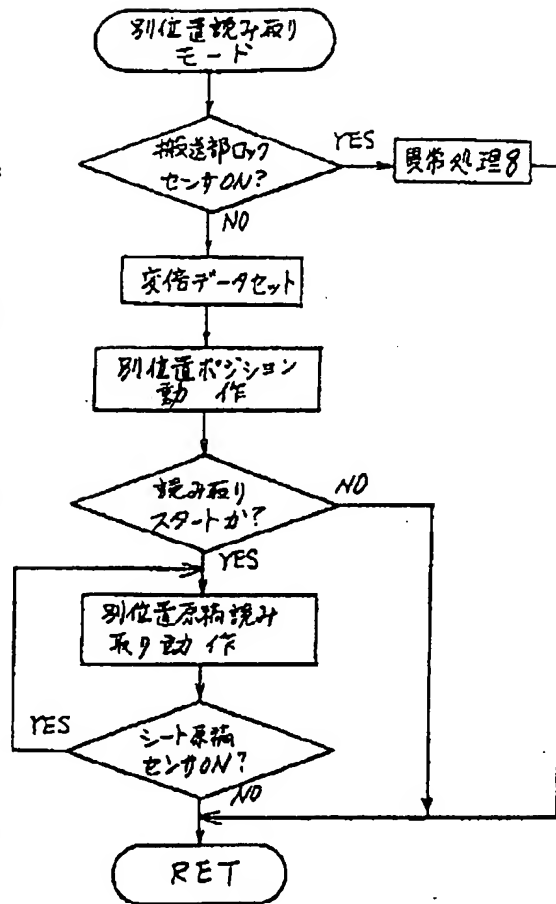 別位置読み取り
モード
搬送部ロック
センサON?
YES
異常処理8
NO
変倍データセット
別位置ポジション
動 作
読み取り
スタートか?
NO
YES
別位置原稿読み
取り動作
YES
シート原稿
センサON?
NO
RET